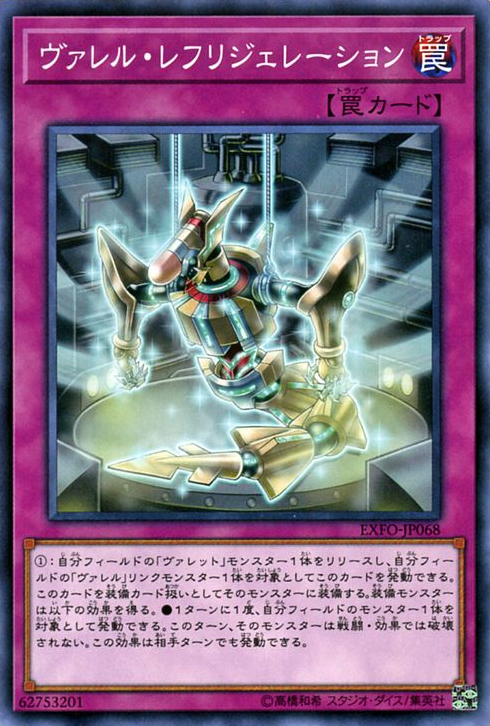 ヴァレル・レフリジェレーション 罠
【罠カード】
EXFO-JP068
①：自分フィールドの「ヴァレット」モンスター１体をリリースし、自分フィー
ルドの「ヴァレル」リンクモンスター１体を対象としてこのカードを発動できる。
このカードを装備カード扱いとしてそのモンスターに装備する。装備モンスター
は以下の効果を得る。●１ターンに１度、自分フィールドのモンスター１体を
対象として発動できる。このターン、そのモンスターは戦闘・効果では破壊
されない。この効果は相手ターンでも発動できる。
62753201 ©高橋和希 スタジオ・ダイス/集英社